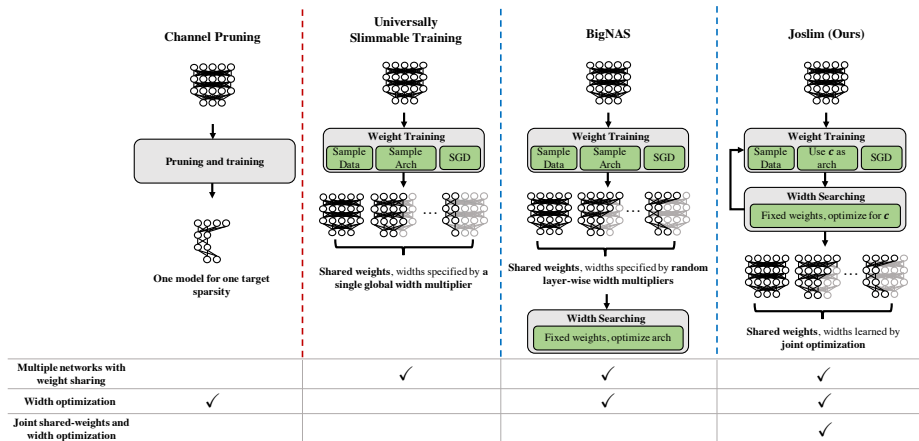 Channel Pruning
Pruning and training
One model for one target
sparsity
Universally
Slimmable Training
Weight Training
Sample
Data
Sample
Arch
SGD
...
Shared weights, widths specified by a
single global width multiplier
BigNAS
Weight Training
Sample
Data
Sample
Arch
SGD
...
Shared weights, widths specified by random
layer-wise width multipliers
Width Searching
Fixed weights, optimize arch
Joslim (Ours)
Weight Training
Sample
Data
Use c as
arch
SGD
Width Searching
Fixed weights, optimize for c
...
Shared weights, widths learned by
joint optimization
Multiple networks with
weight sharing
✓ ✓ ✓
Width optimization
✓ ✓ ✓
Joint shared-weights and
width optimization
✓